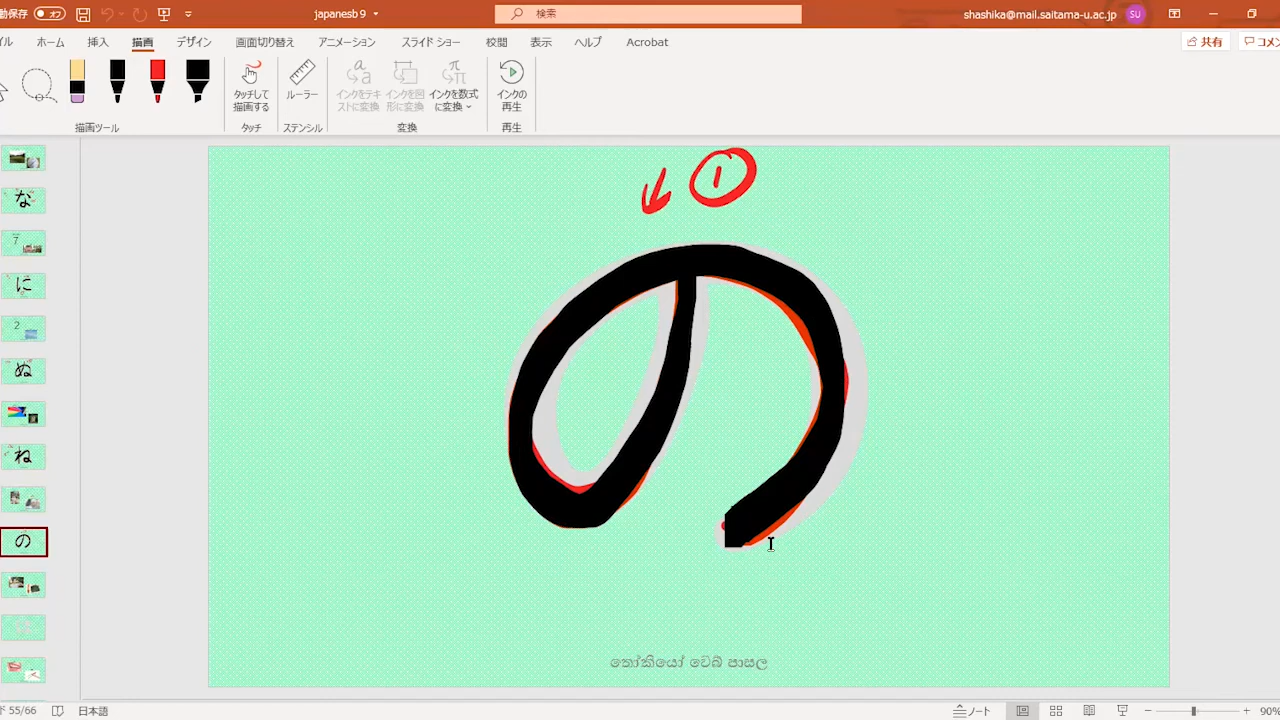 動保存 オフ
japanesb 9
検索
shashika@mail.saitama-u.ac.jp SU
イル ホーム 挿入 描画 デザイン 画面切り替え アニメーション スライド ショー 校閲 表示 ヘルプ Acrobat
共有 コメン
タッチして
描画する
ルーラー
インクをテキ
ストに変換
インクを図
形に変換
インクを数式
に変換
インクの
再生
描画ツール タッチ ステンシル 変換 再生
な
7
に
2
ぬ
ね
の
①
の
තෝකියෝ වෙබ් පාසල
ド 55/66 日本語 ノート 90%